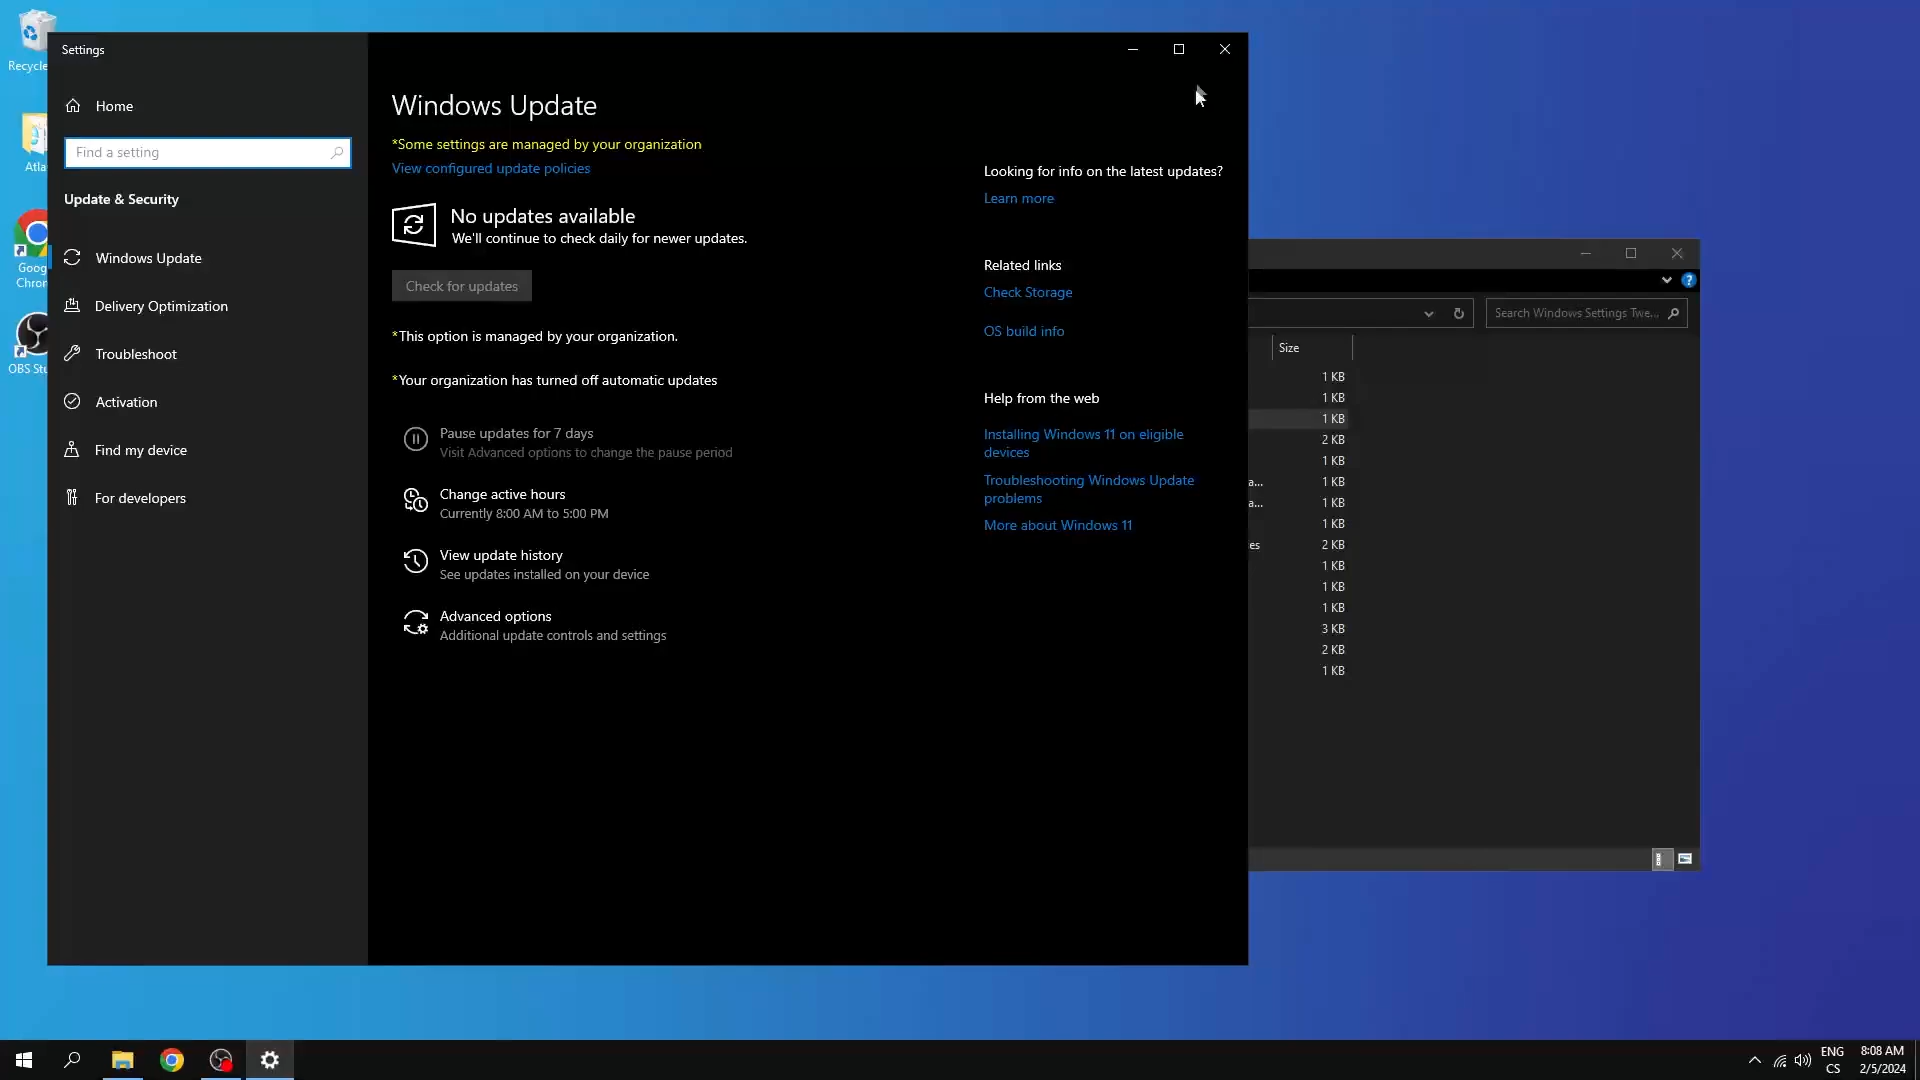 Recycle
Atla
Goog
Chron
OBS Stu
Settings
Home
Find a setting
Update & Security
Windows Update
Delivery Optimization
Troubleshoot
Activation
Find my device
For developers
Windows Update
*Some settings are managed by your organization
View configured update policies
No updates available
We'll continue to check daily for newer updates.
Check for updates
*This option is managed by your organization.
*Your organization has turned off automatic updates
Pause updates for 7 days
Visit Advanced options to change the pause period
Change active hours
Currently 8:00 AM to 5:00 PM
View update history
See updates installed on your device
Advanced options
Additional update controls and settings
Looking for info on the latest updates?
Learn more
Related links
Check Storage
OS build info
Help from the web
Installing Windows 11 on eligible
devices
Troubleshooting Windows Update
problems
More about Windows 11
?
Search Windows Settings Twe...
Size
1 KB
1 KB
1 KB
2 KB
1 KB
a... 1 KB
a... 1 KB
1 KB
es 2 KB
1 KB
1 KB
1 KB
3 KB
2 KB
1 KB
ENG
CS
8:08 AM
2/5/2024